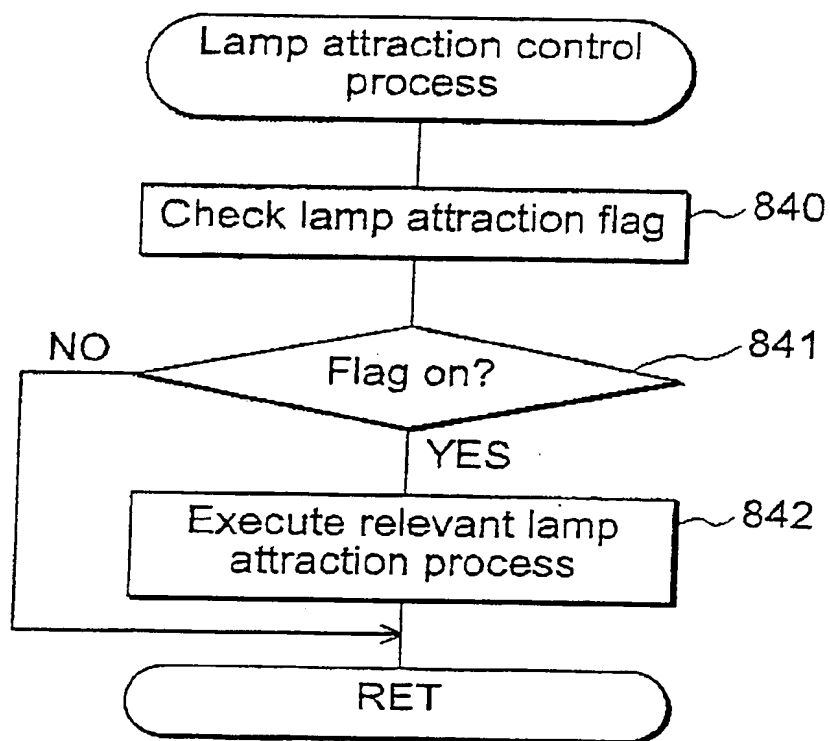 Lamp attraction control
process
Check lamp attraction flag
840
NO
Flag on?
841
YES
Execute relevant lamp
attraction process
842
RET